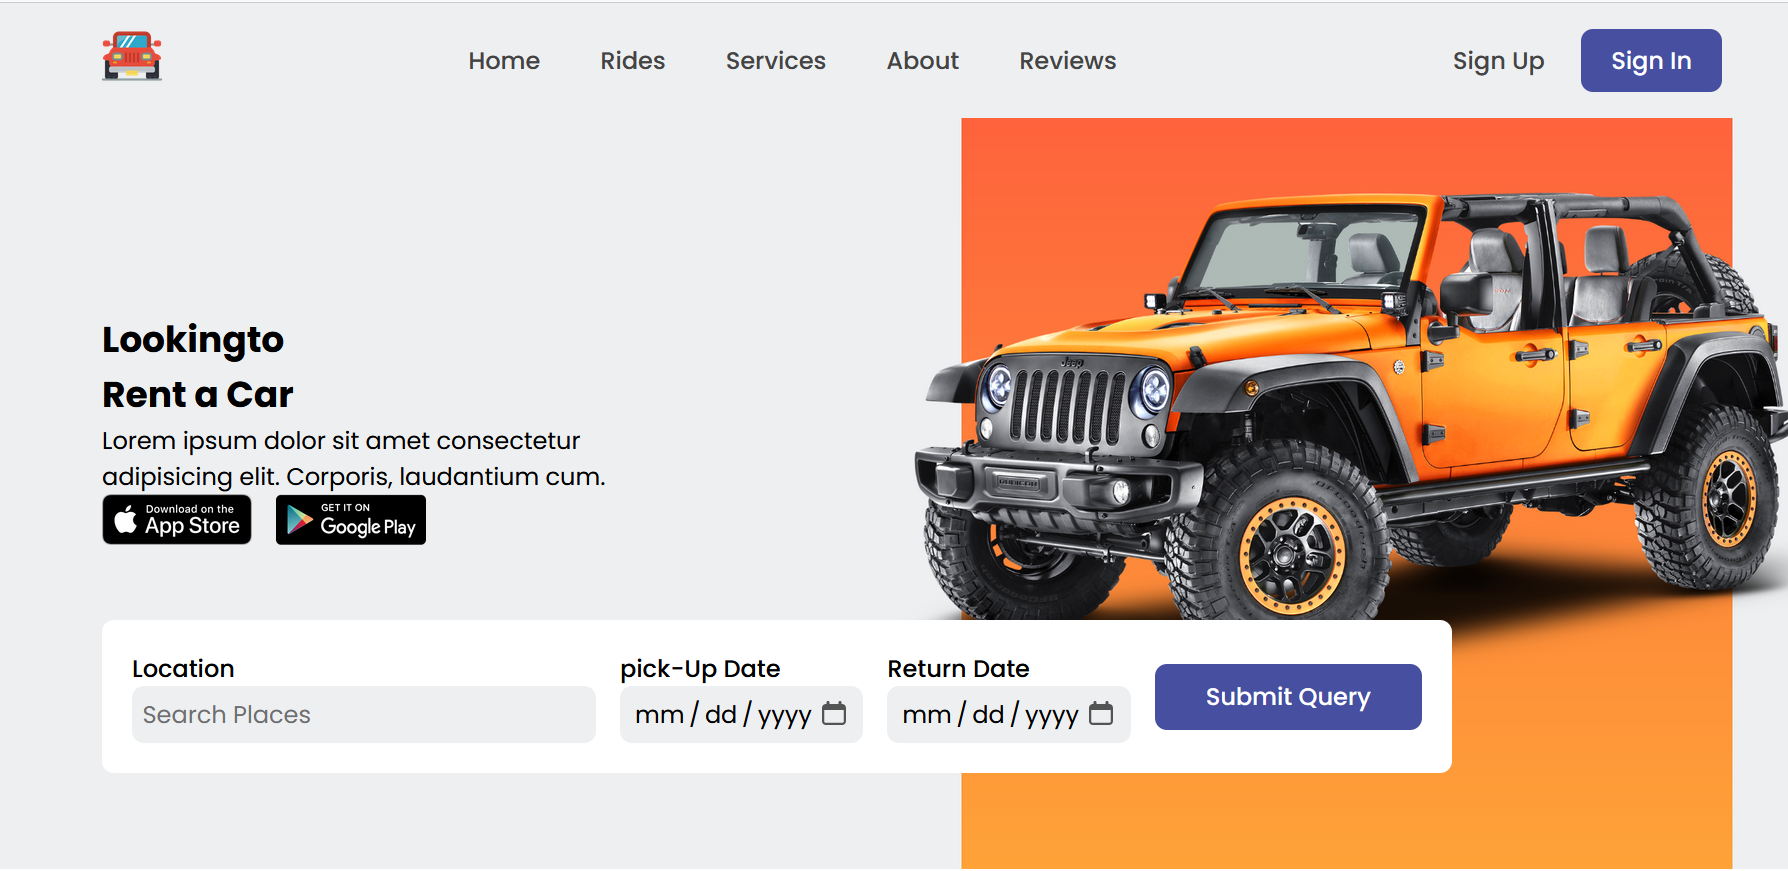 Home Rides Services About Reviews Sign Up Sign In
Lookingto
Rent a Car
Lorem ipsum dolor sit amet consectetur
adipisicing elit. Corporis, laudantium cum.
Download on the
App Store
GET IT ON
Google Play
Jeep
RUBICON
Location
Search Places
pick-Up Date
mm/dd/yyyy
Return Date
mm/dd/yyyy
Submit Query